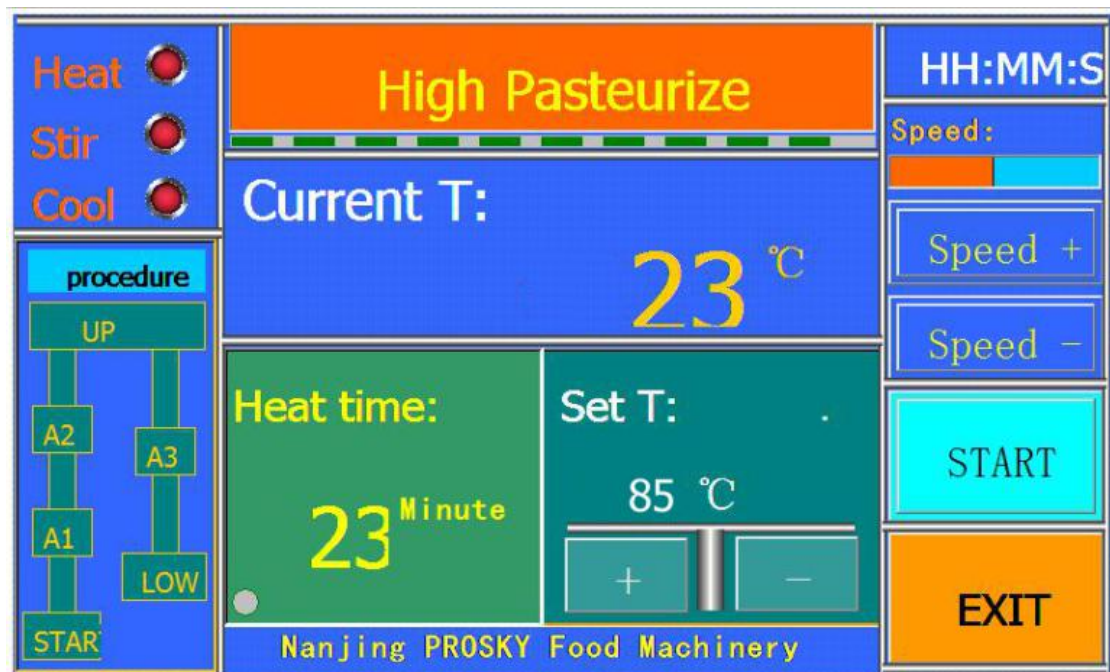 Heat
Stir
Cool
High Pasteurize
HH:MM:S
Speed:
Speed +
Speed -
Current T:
23 ℃
procedure
UP
A2
A3
A1
LOW
STAR
Heat time:
23 Minute
Set T: .
85 ℃
+ -
START
EXIT
Nanjing PROSKY Food Machinery